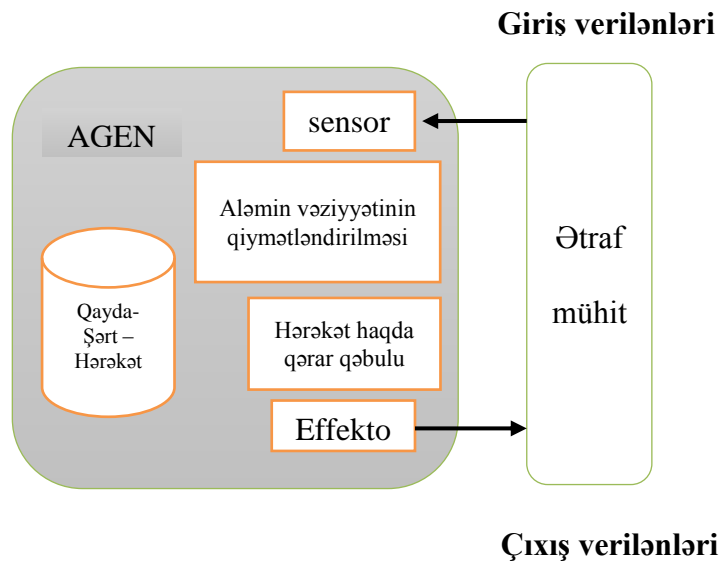 Giriş verilənləri
AGEN
sensor
Aləmin vəziyyətinin
qiymətləndirilməsi
Qayda-
Şərt –
Hərəkət
Hərəkət haqda
qərar qəbulu
Effekto
Ətraf
mühit
Çıxış verilənləri